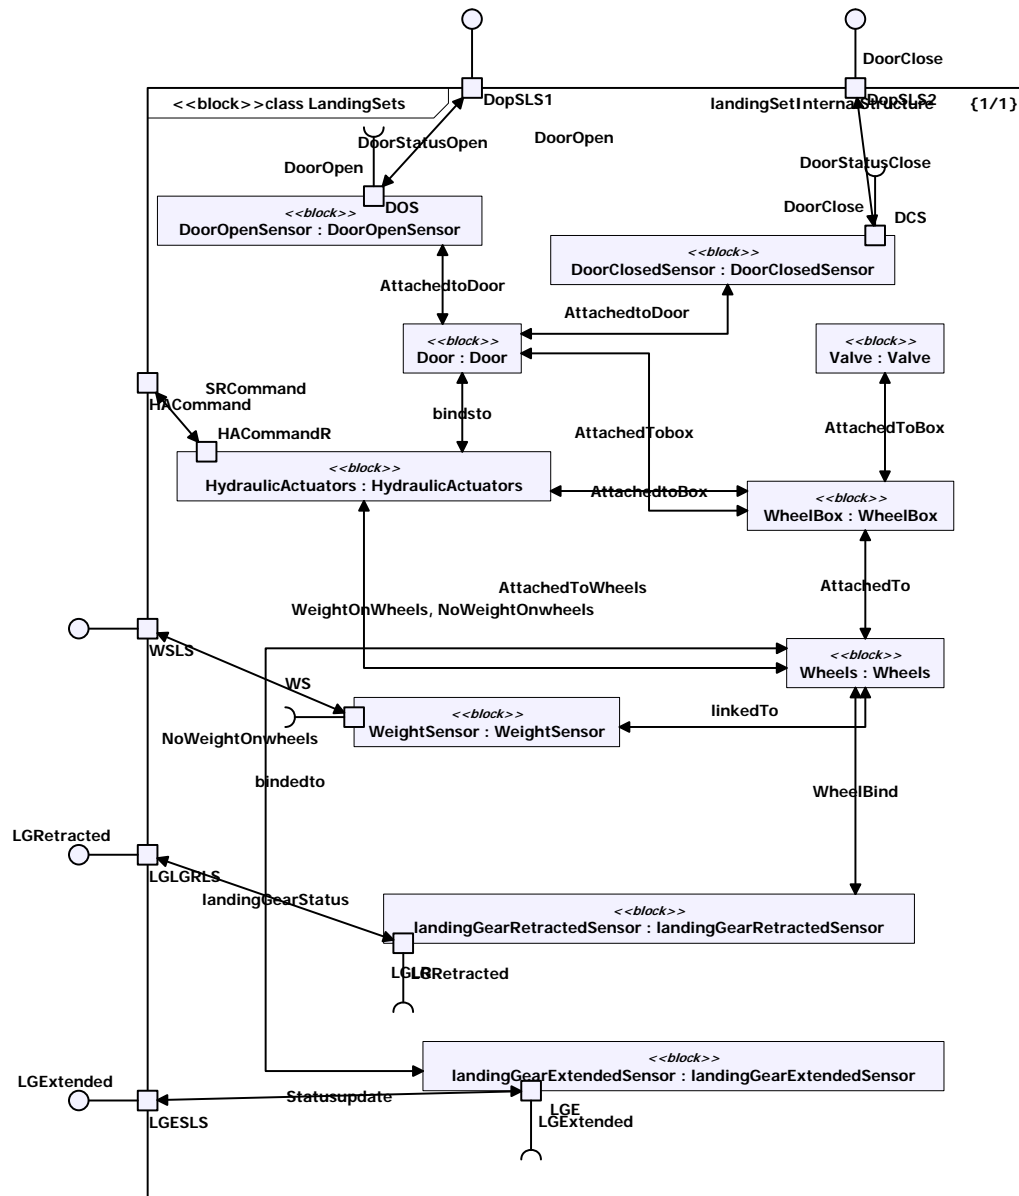 DoorClose
<<block>>class LandingSets
DopSLS1
landingSetInternalStructure
DopSLS2
{1/1}
DoorStatusOpen
DoorOpen
DoorOpen
DoorStatusClose
DOS
DoorClose
DCS
<<block>>
DoorOpenSensor : DoorOpenSensor
<<block>>
DoorClosedSensor : DoorClosedSensor
AttachedtoDoor
AttachedtoDoor
<<block>>
Door : Door
<<block>>
Valve : Valve
SRCommand
HACommand
bindsto
HACommandR
AttachedTobox
AttachedToBox
<<block>>
HydraulicActuators : HydraulicActuators
AttachedtoBox
<<block>>
WheelBox : WheelBox
AttachedToWheels
AttachedTo
WeightOnWheels, NoWeightOnwheels
WSLS
<<block>>
Wheels : Wheels
WS
<<block>>
WeightSensor : WeightSensor
linkedTo
NoWeightOnwheels
bindedto
WheelBind
LGRetracted
LGLGRLS
landingGearStatus
<<block>>
landingGearRetractedSensor : landingGearRetractedSensor
LGRetracted
<<block>>
landingGearExtendedSensor : landingGearExtendedSensor
LGExtended
Statusupdate
LGESLS
LGE
LGExtended